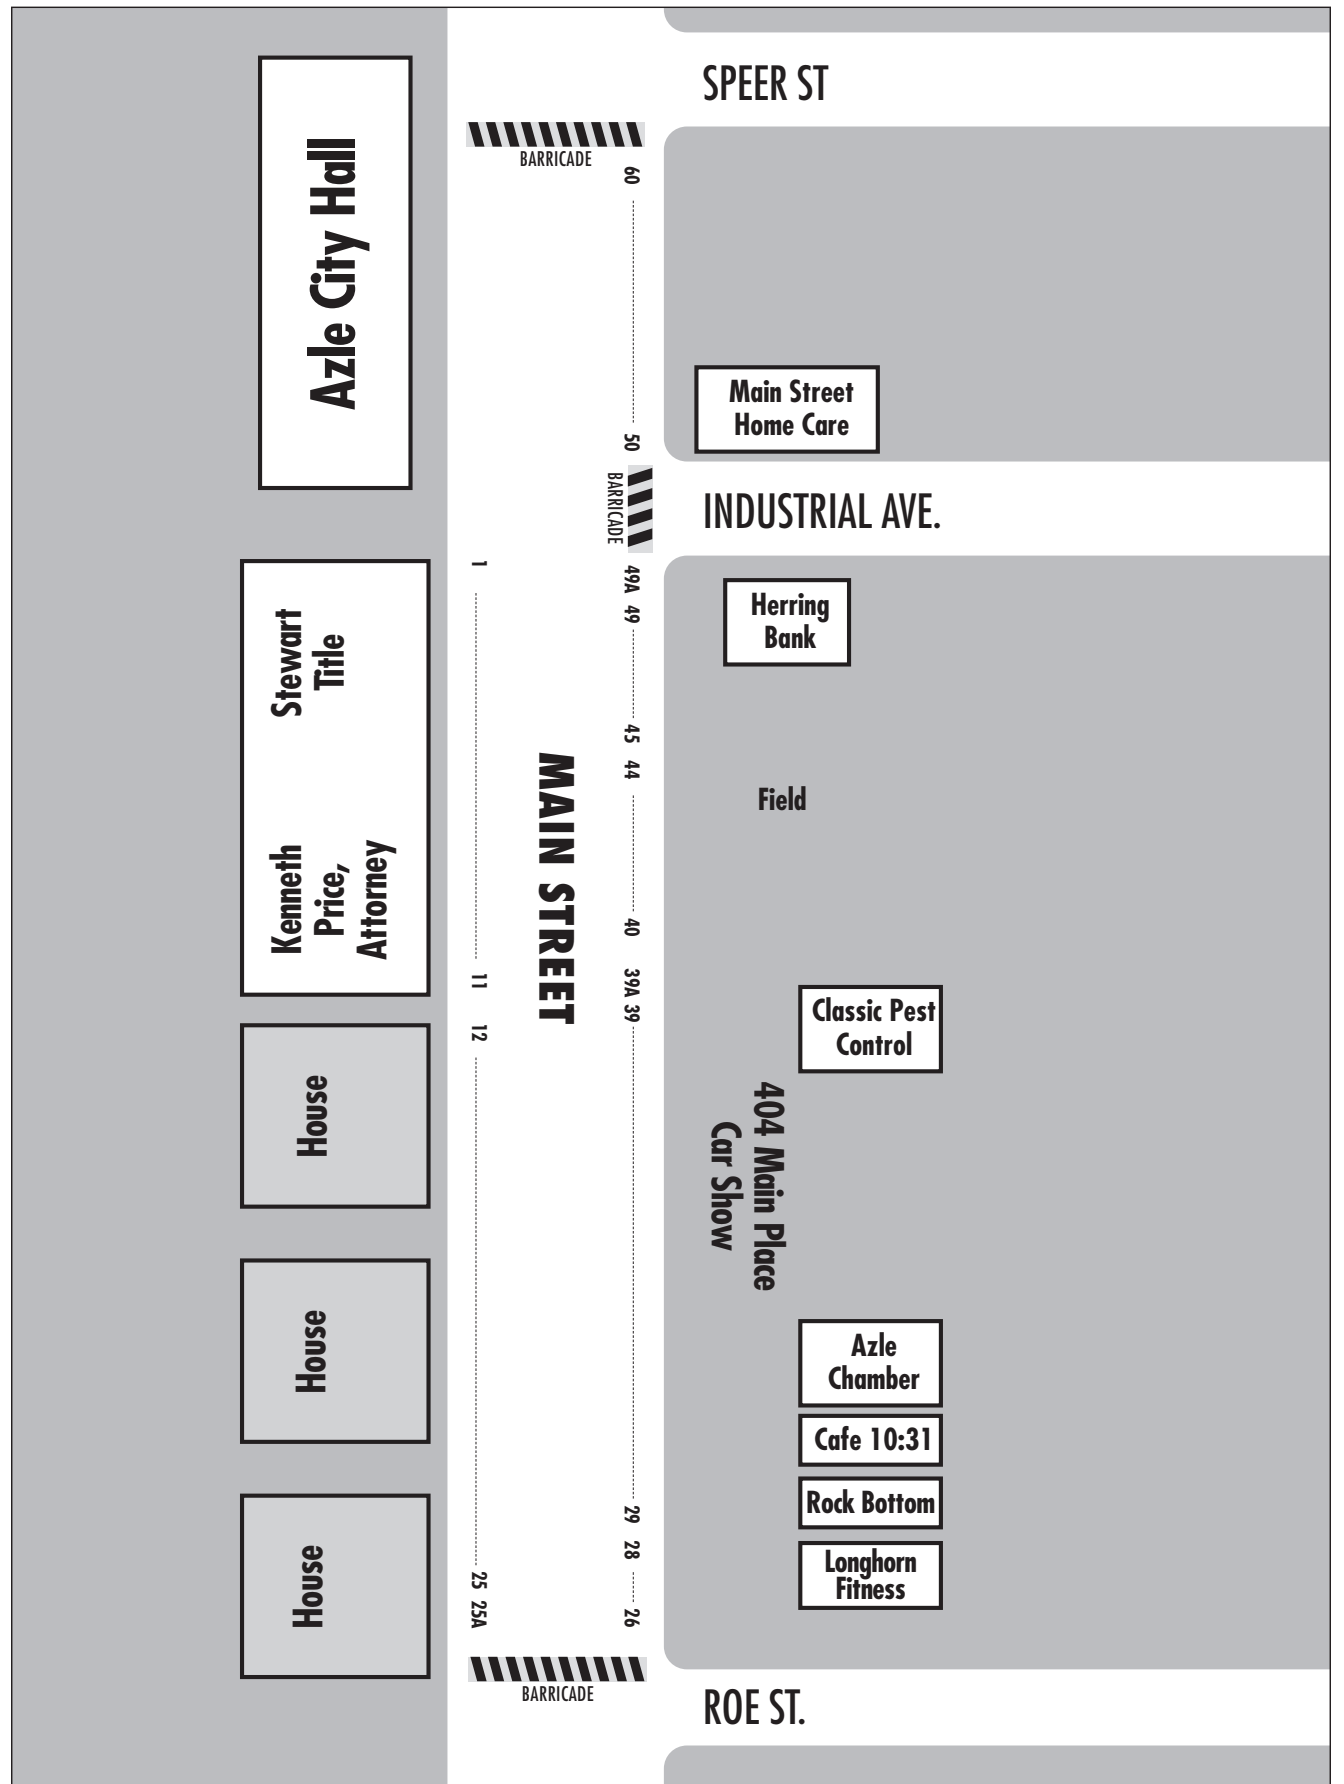 SPEER ST
BARRICADE
60
Azle City Hall
Main Street
Home Care
50
BARRICADE
INDUSTRIAL AVE.
1
49A
49
Herring
Bank
Stewart
Title
45
44
MAIN STREET
Field
Kenneth
Price,
Attorney
40
11
39A
39
12
Classic Pest
Control
House
404 Main Place
Car Show
House
Azle
Chamber
Cafe 10:31
Rock Bottom
29
28
Longhorn
Fitness
House
25
25A
26
BARRICADE
ROE ST.